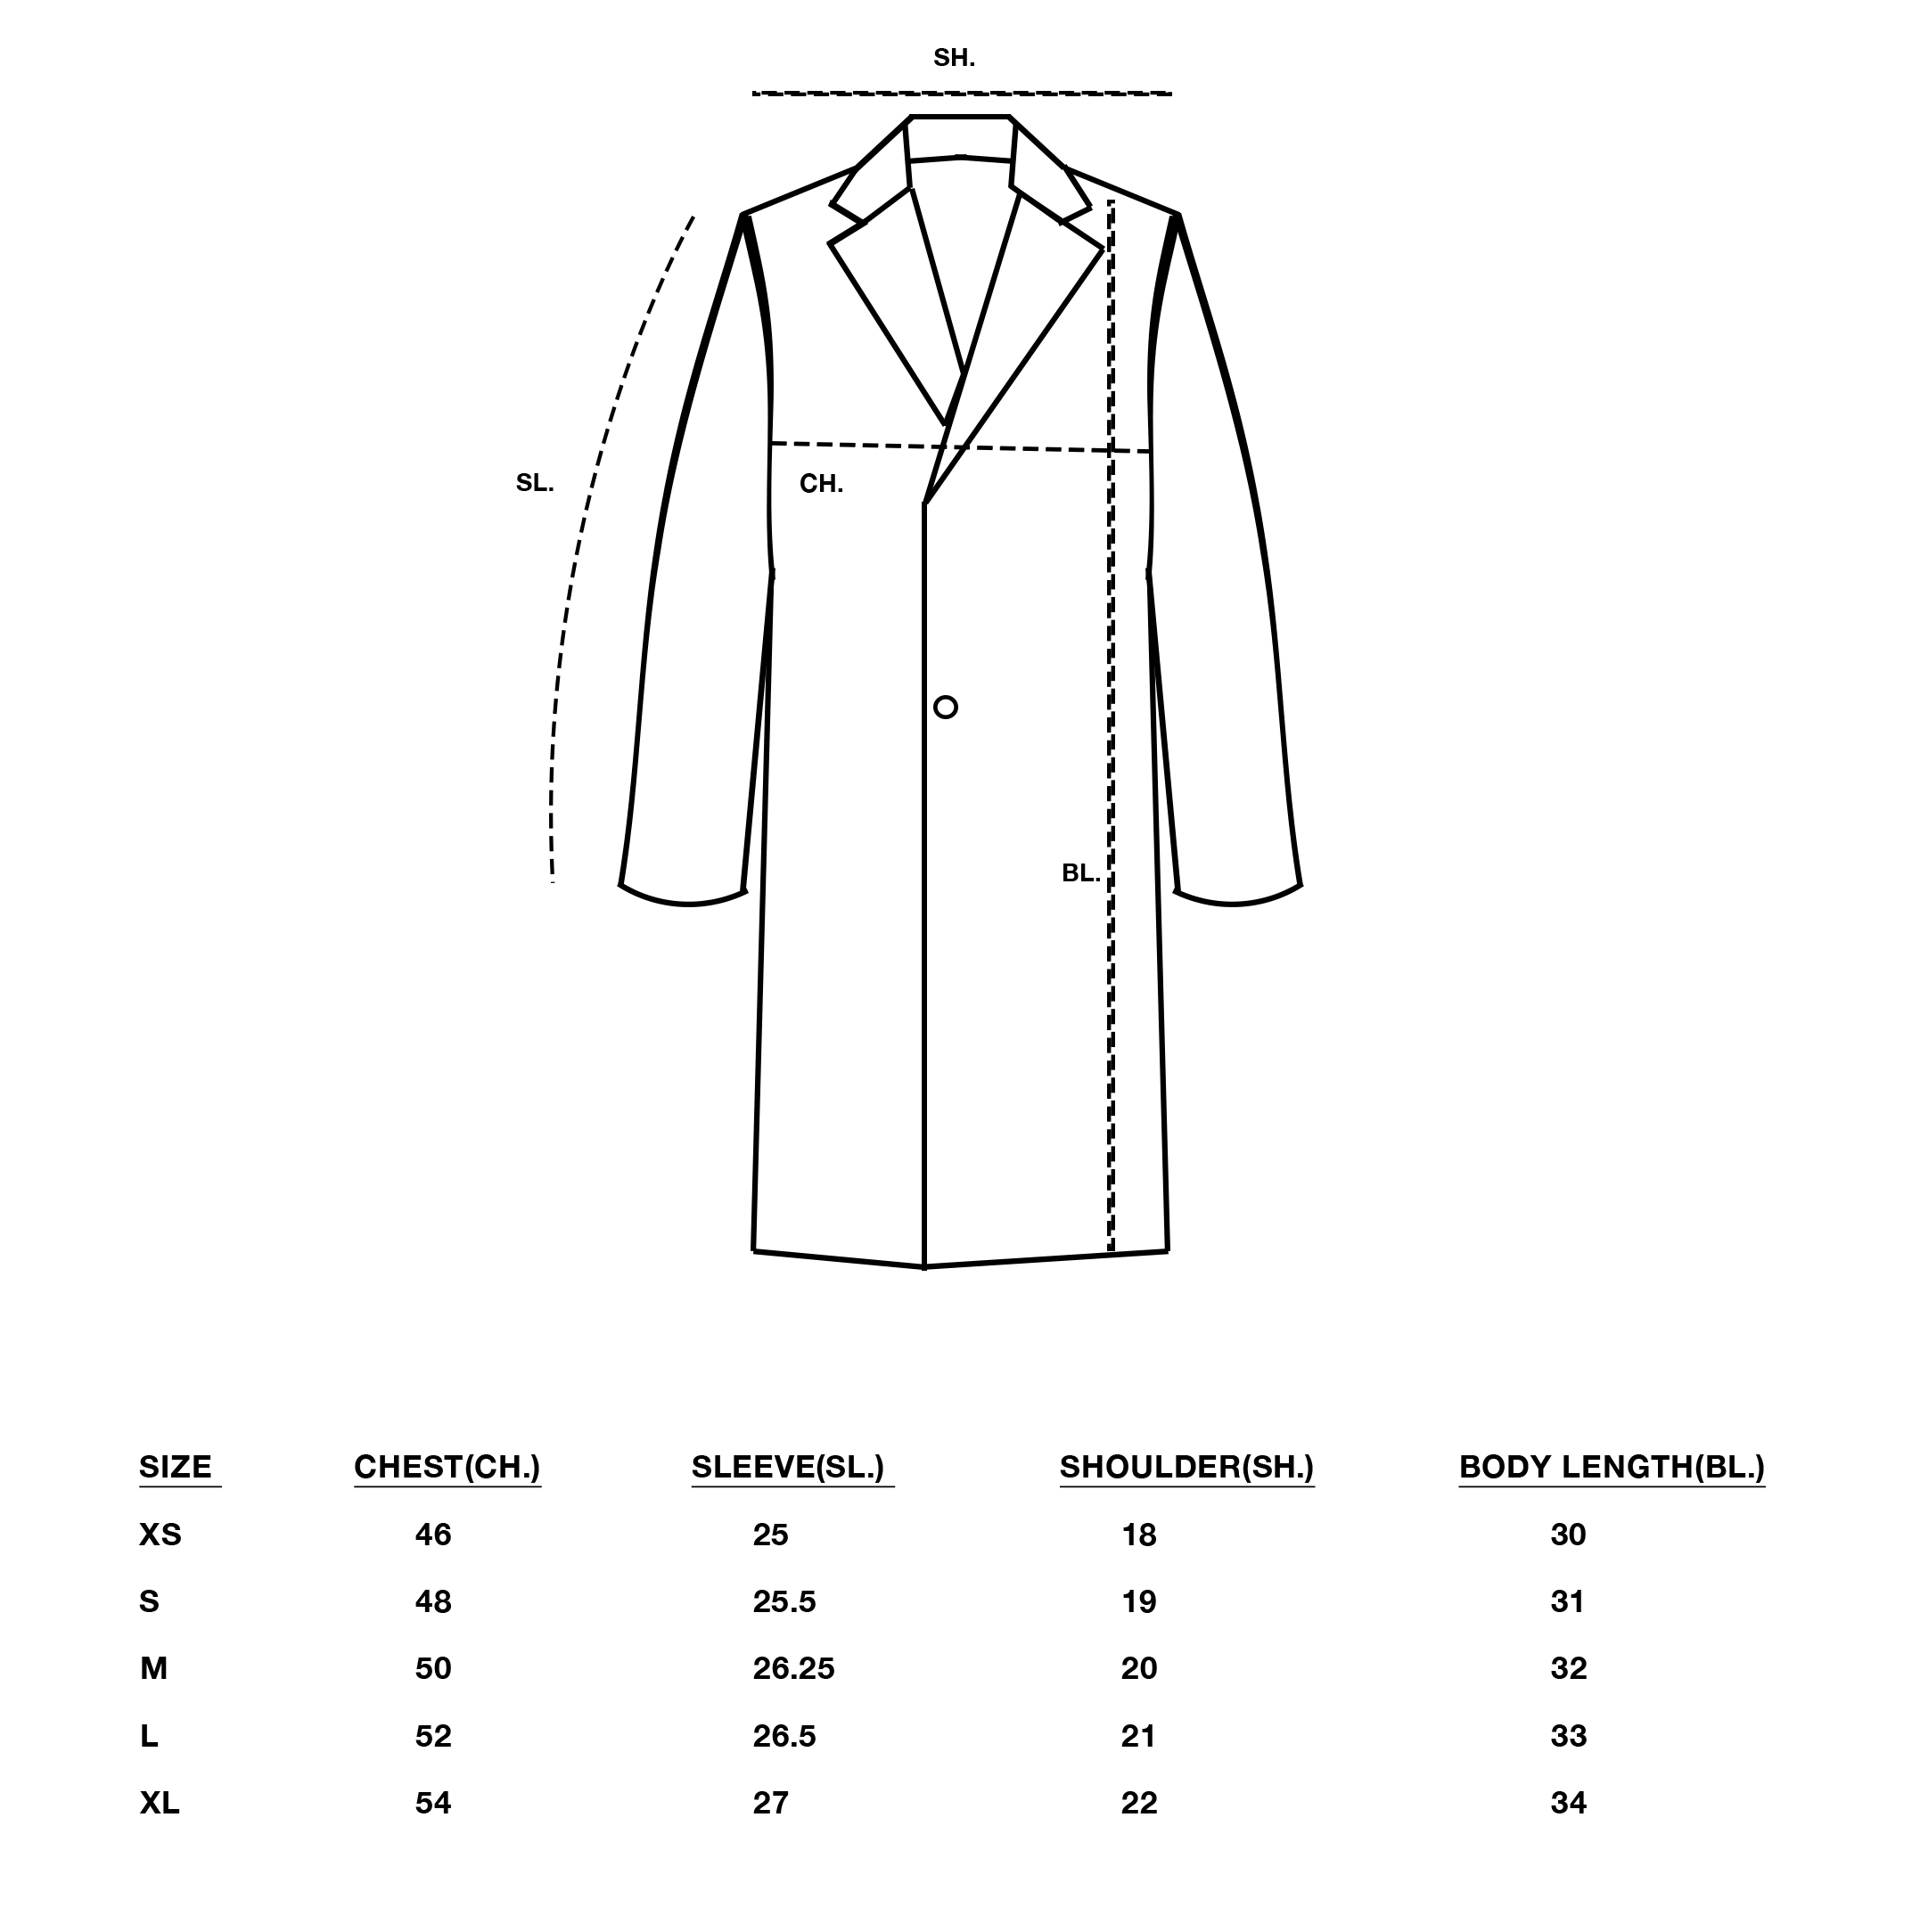 SH.
SL.
CH.
BL.
SIZE CHEST(CH.) SLEEVE(SL.) SHOULDER(SH.) BODY LENGTH(BL.)
XS 46 25 18 30
S 48 25.5 19 31
M 50 26.25 20 32
L 52 26.5 21 33
XL 54 27 22 34